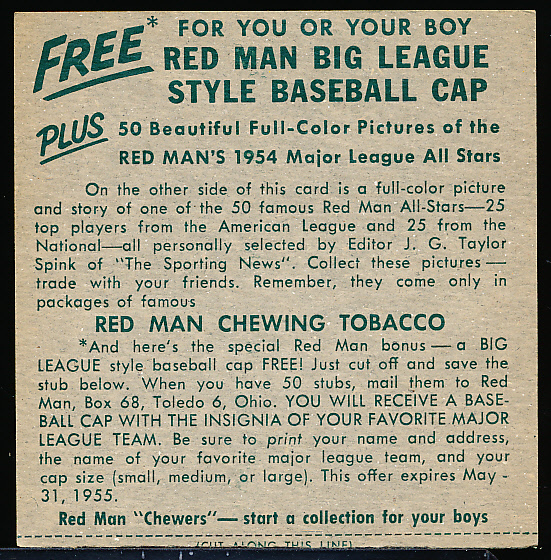 FREE* FOR YOU OR YOUR BOY
RED MAN BIG LEAGUE
STYLE BASEBALL CAP
PLUS 50 Beautiful Full-Color Pictures of the
RED MAN'S 1954 Major League All Stars
On the other side of this card is a full-color picture
and story of one of the 50 famous Red Man All-Stars—25
top players from the American League and 25 from the
National—all personally selected by Editor J. G. Taylor
Spink of "The Sporting News". Collect these pictures—
trade with your friends. Remember, they come only in
packages of famous
RED MAN CHEWING TOBACCO
*And here's the special Red Man bonus—a BIG
LEAGUE style baseball cap FREE! Just cut off and save the
stub below. When you have 50 stubs, mail them to Red
Man, Box 68, Toledo 6, Ohio. YOU WILL RECEIVE A BASE-
BALL CAP WITH THE INSIGNIA OF YOUR FAVORITE MAJOR
LEAGUE TEAM. Be sure to print your name and address,
the name of your favorite major league team, and your
cap size (small, medium, or large). This offer expires May -
31, 1955.
Red Man "Chewers"—start a collection for your boys
(CUT ALONG THIS LINE)